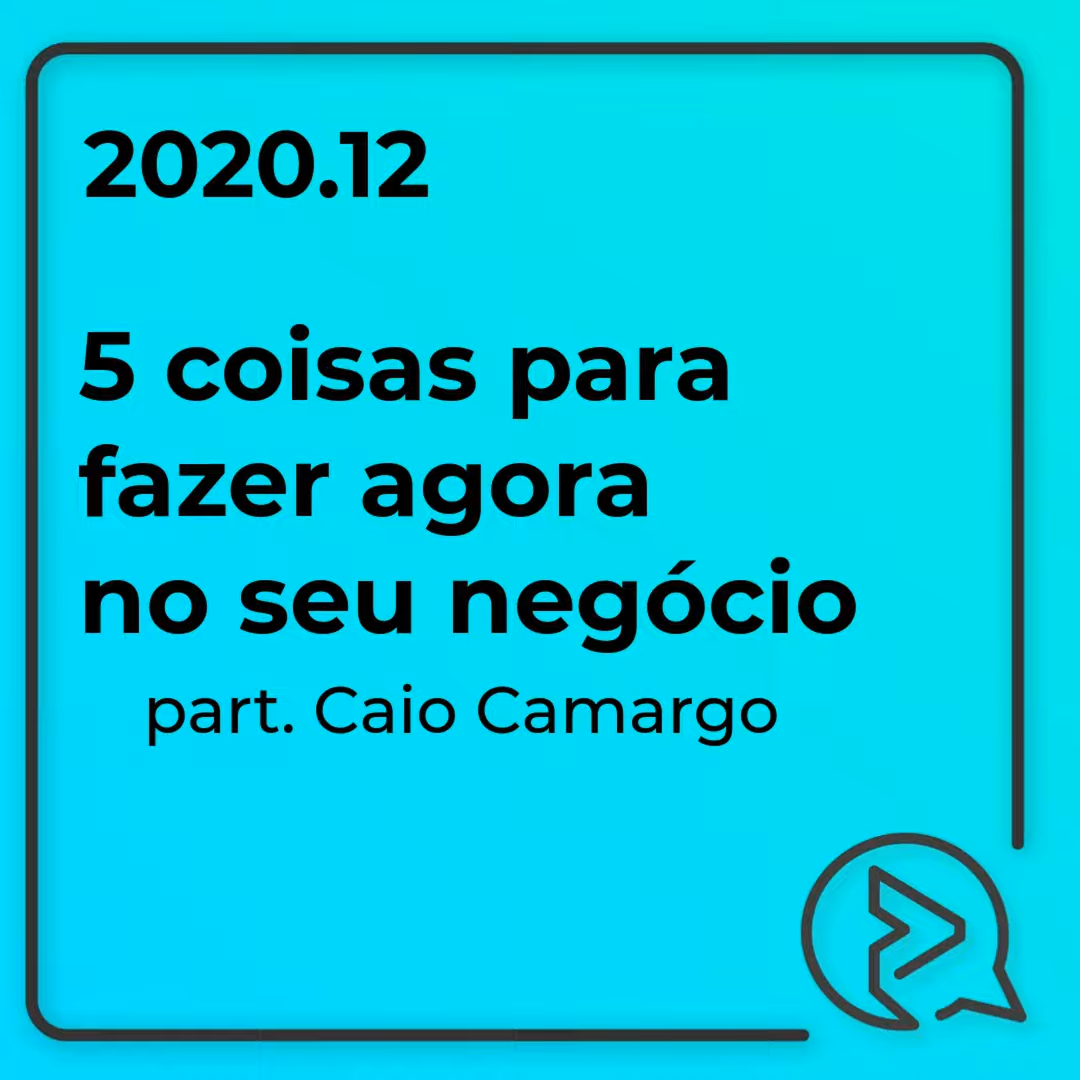 2020.12
5 coisas para
fazer agora
no seu negócio
part. Caio Camargo